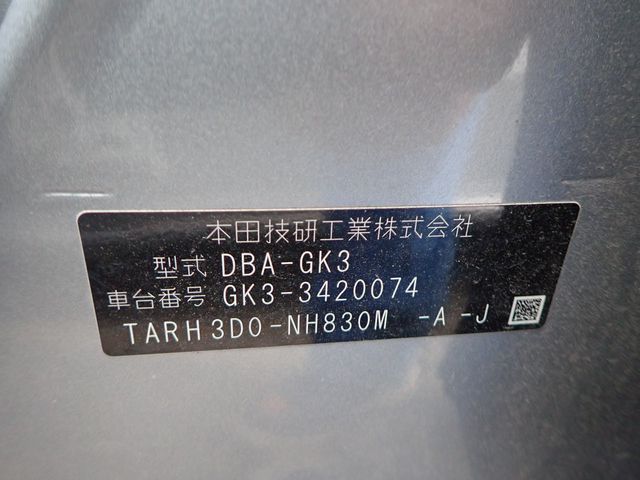 本田技研工業株式会社
型式 DBA-GK3
車台番号 GK3-3420074
TARH3D0-NH830M -A-J